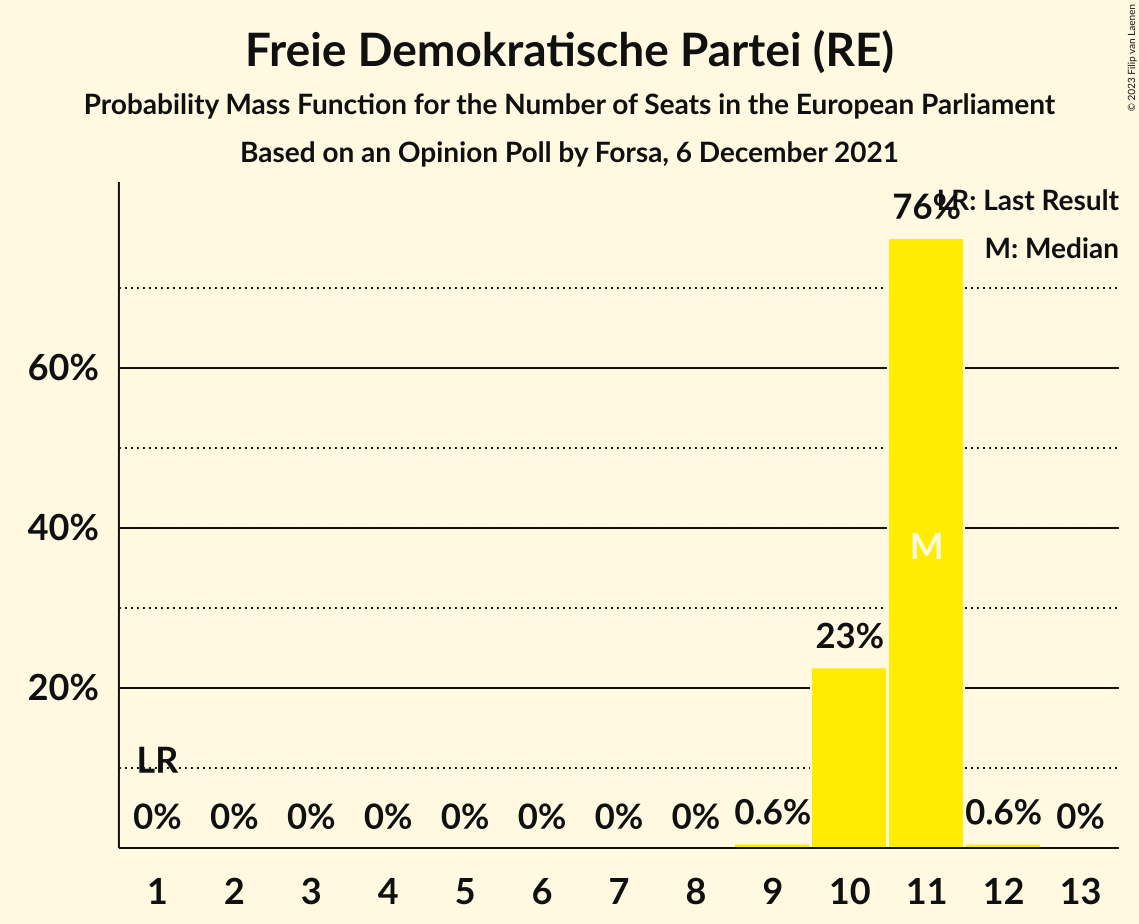 Freie Demokratische Partei (RE)
Probability Mass Function for the Number of Seats in the European Parliament
Based on an Opinion Poll by Forsa, 6 December 2021
© 2023 Filip van Laenen
LR: Last Result
M: Median
76%
60%
40%
20%
M
23%
LR
0% 0% 0% 0% 0% 0% 0% 0% 0.6% 0.6% 0%
1 2 3 4 5 6 7 8 9 10 11 12 13